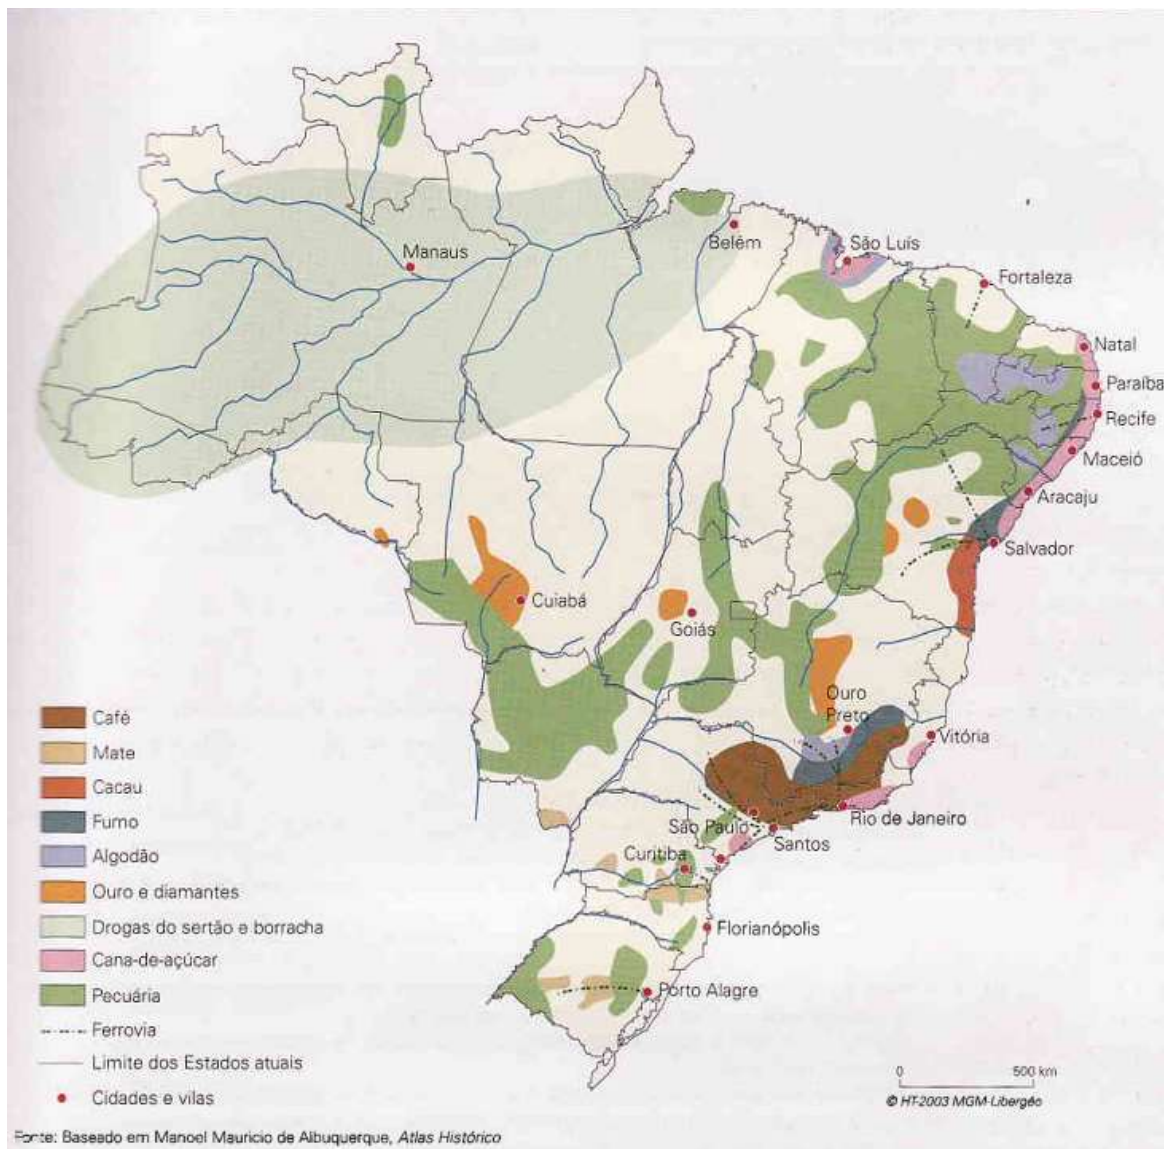 Manaus
Belém
São Luís
Fortaleza
Natal
Paraíba
Recife
Maceió
Aracaju
Salvador
Cuiabá
Goiás
Ouro
Preto
Vitória
Rio de Janeiro
São Paulo
Santos
Curitiba
Florianópolis
Porto Alagre
Café
Mate
Cacau
Fumo
Algodão
Ouro e diamantes
Drogas do sertão e borracha
Cana-de-açúcar
Pecuária
Ferrovia
Limite dos Estados atuais
Cidades e vilas
0 500 km
© HT-2003 MGM-Libergéo
Fonte: Baseado em Manoel Mauricio de Albuquerque, Atlas Histórico